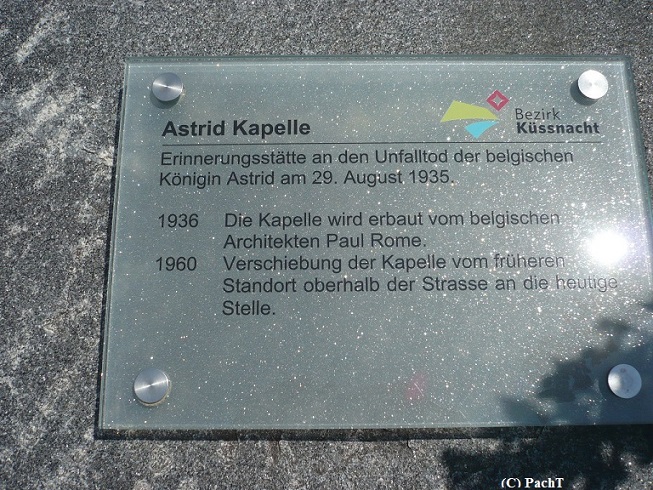 Bezirk
Küssnacht
Astrid Kapelle
Erinnerungsstätte an den Unfalltod der belgischen
Königin Astrid am 29. August 1935.
1936 Die Kapelle wird erbaut vom belgischen
Architekten Paul Rome.
1960 Verschiebung der Kapelle vom früheren
Standort oberhalb der Strasse an die heutige
Stelle.
(C) PachT